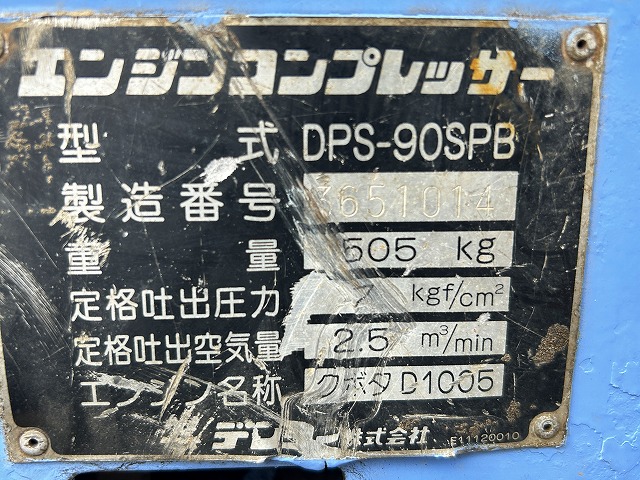 エンジンコンプレッサー
型式 DPS-90SPB
製造番号 3651014
重量 505 kg
定格吐出圧力 7 kgf/cm²
定格吐出空気量 2.5 m³/min
エンジン名称 クボタD1005
株式会社 E11120010